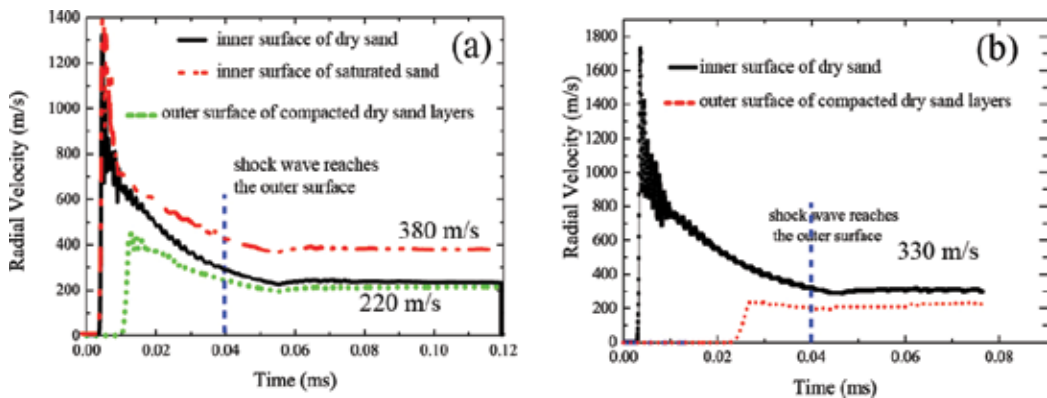 (a)
1400
1200
1000
800
600
400
200
0
Radial Velocity (m/s)
inner surface of dry sand
inner surface of saturated sand
outer surface of compacted dry sand layers
shock wave reaches
the outer surface
380 m/s
220 m/s
0.00 0.02 0.04 0.06 0.08 0.10 0.12
Time (ms)
(b)
1800
1600
1400
1200
1000
800
600
400
200
0
Radial Velocity (m/s)
inner surface of dry sand
outer surface of compacted dry sand layers
shock wave reaches
the outer surface
330 m/s
0.00 0.02 0.04 0.06 0.08
Time (ms)